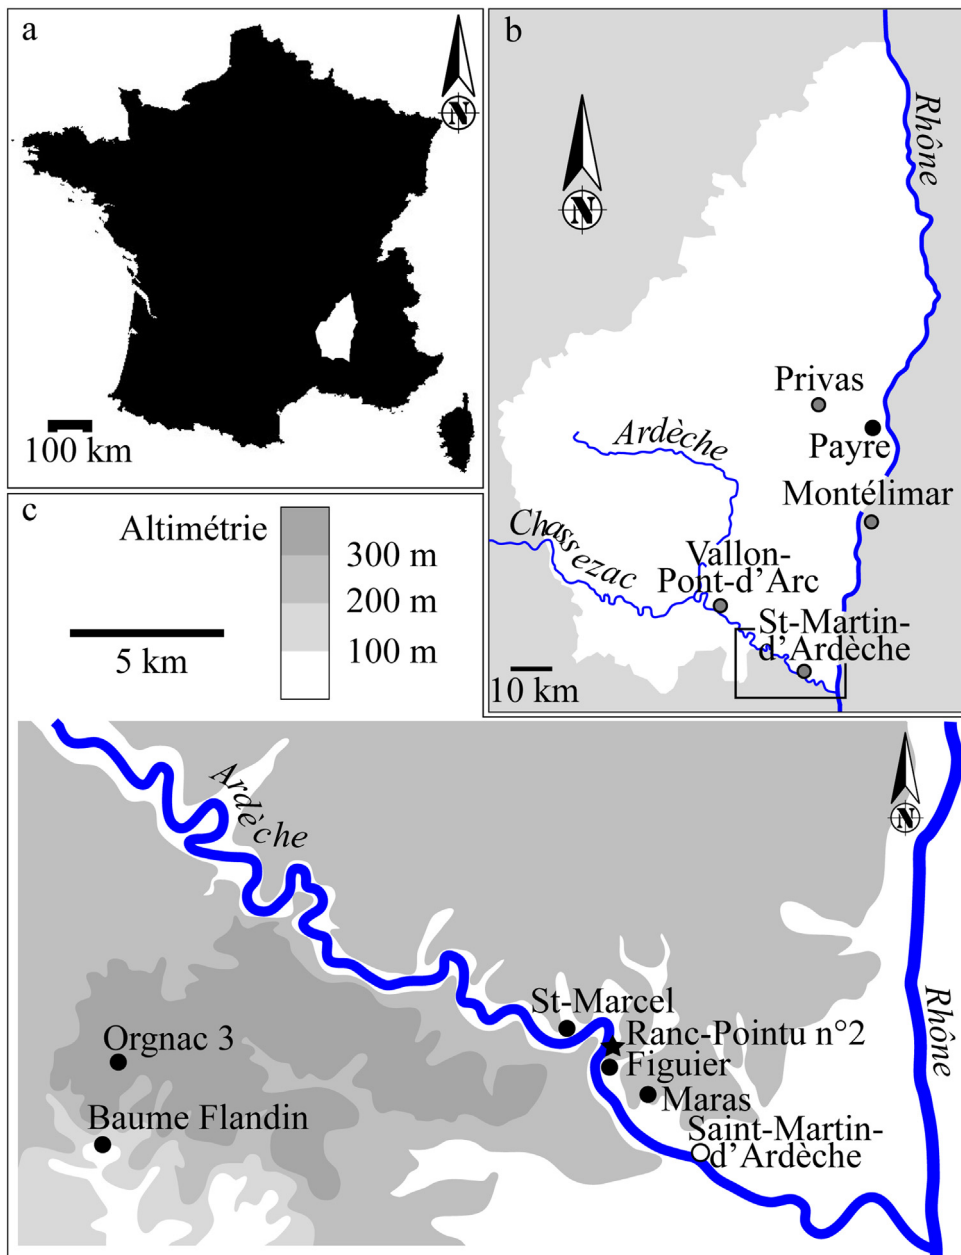 a
N
100 km
b
N
Rhône
Privas
Payre
Ardèche
Montélimar
Chassezac
Vallon-
Pont-d'Arc
St-Martin-
d'Ardèche
10 km
c
Altimétrie
300 m
200 m
100 m
5 km
N
Ardèche
Rhône
St-Marcel
Ranc-Pointu n°2
Orgnac 3
Figuier
Maras
Baume Flandin
Saint-Martin-
d'Ardèche